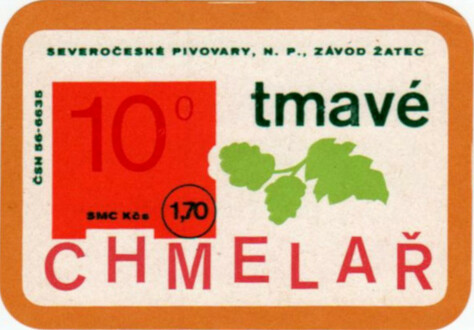 SEVEROČESKÉ PIVOVARY, N. P., ZÁVOD ŽATEC
ČSN 56-6635
10°
tmavé
SMC Kčs 1,70
CHMELAŘ